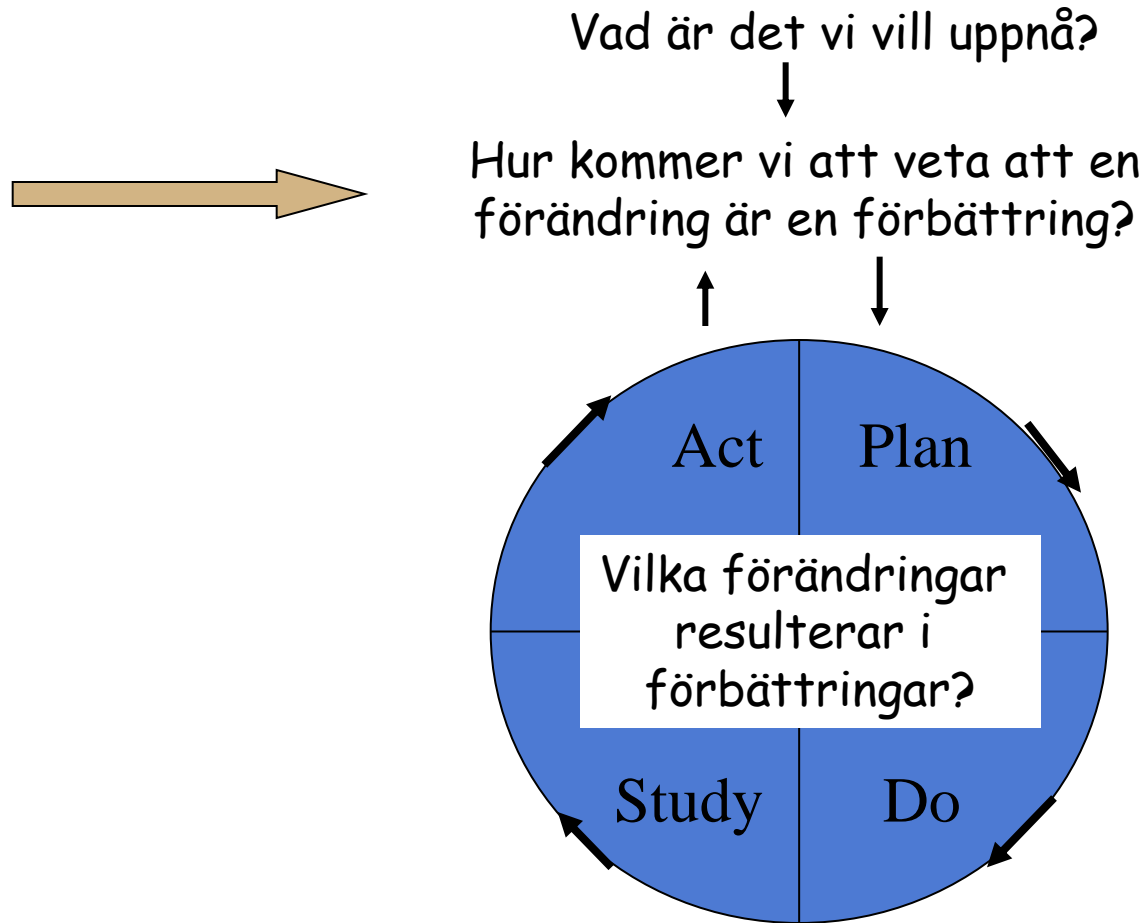 Vad är det vi vill uppnå?
Hur kommer vi att veta att en
förändring är en förbättring?
Act
Plan
Vilka förändringar
resulterar i
förbättringar?
Study
Do